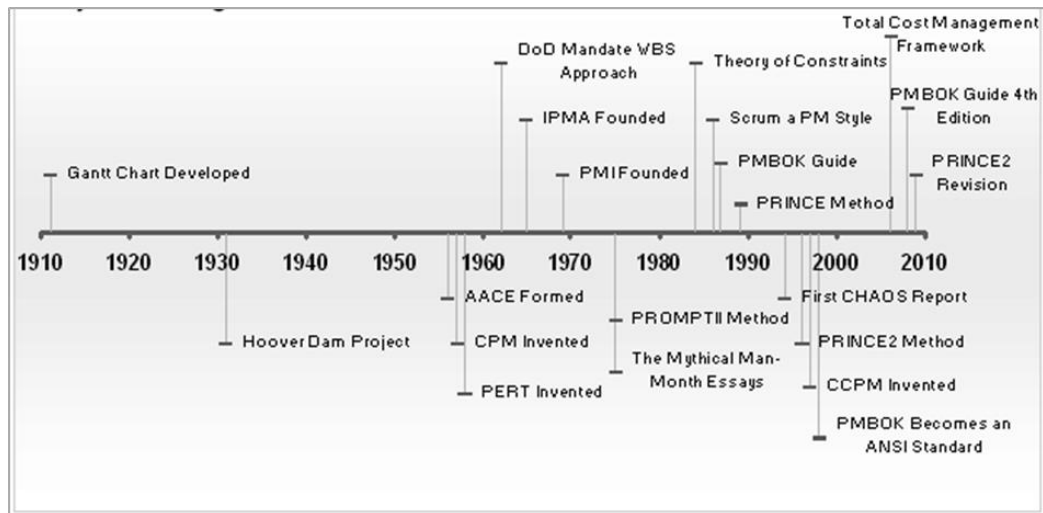 Total Cost Management
Framework
DoD Mandate WBS
Approach
Theory of Constraints
PMBOK Guide 4th
Edition
IPMA Founded
Scrum a PM Style
Gantt Chart Developed
PMI Founded
PMBOK Guide
PRINCE2
Revision
PRINCE Method
1910 1920 1930 1940 1950 1960 1970 1980 1990 2000 2010
AACE Formed
First CHAOS Report
PROMPTII Method
Hoover Dam Project
CPM Invented
PRINCE2 Method
The Mythical Man-
Month Essays
PERT Invented
CCPM Invented
PMBOK Becomes an
ANSI Standard